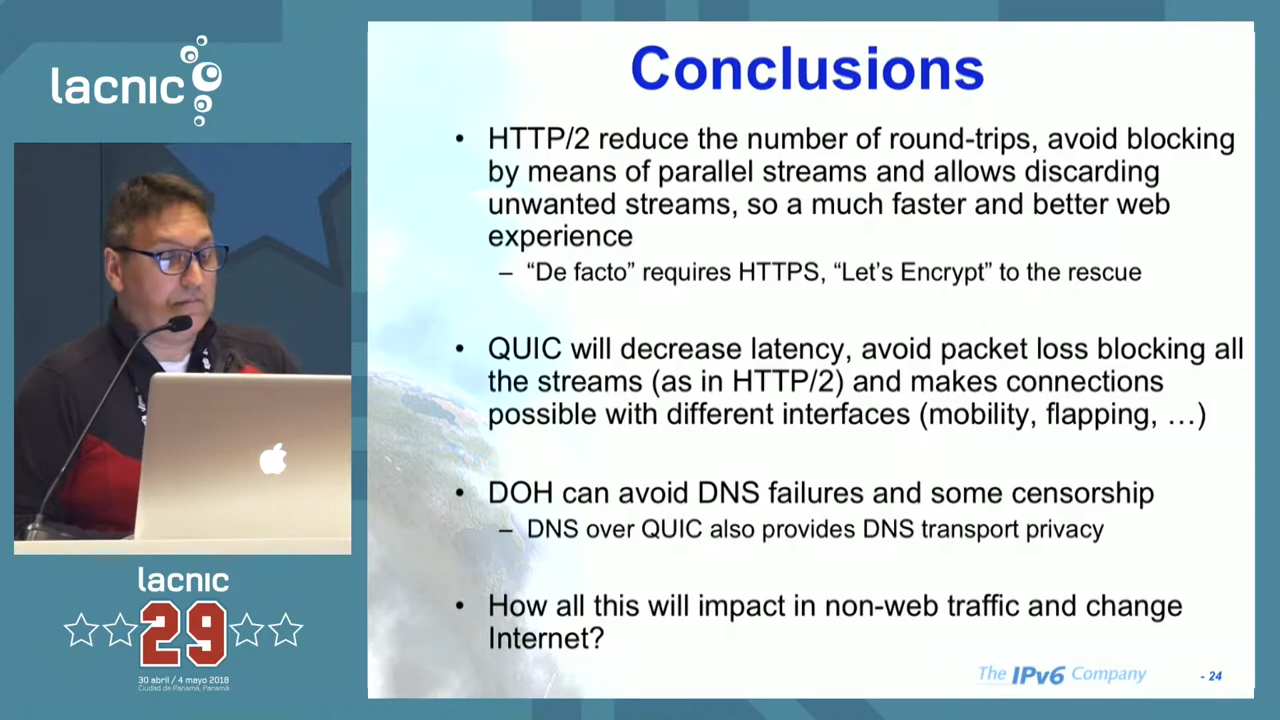 lacnic
lacnic
29
30 abril / 4 mayo 2018
Ciudad de Panamá, Panamá
Conclusions
• HTTP/2 reduce the number of round-trips, avoid blocking
by means of parallel streams and allows discarding
unwanted streams, so a much faster and better web
experience
– “De facto” requires HTTPS, “Let’s Encrypt” to the rescue
• QUIC will decrease latency, avoid packet loss blocking all
the streams (as in HTTP/2) and makes connections
possible with different interfaces (mobility, flapping, …)
• DOH can avoid DNS failures and some censorship
– DNS over QUIC also provides DNS transport privacy
• How all this will impact in non-web traffic and change
Internet?
The IPv6 Company
- 24